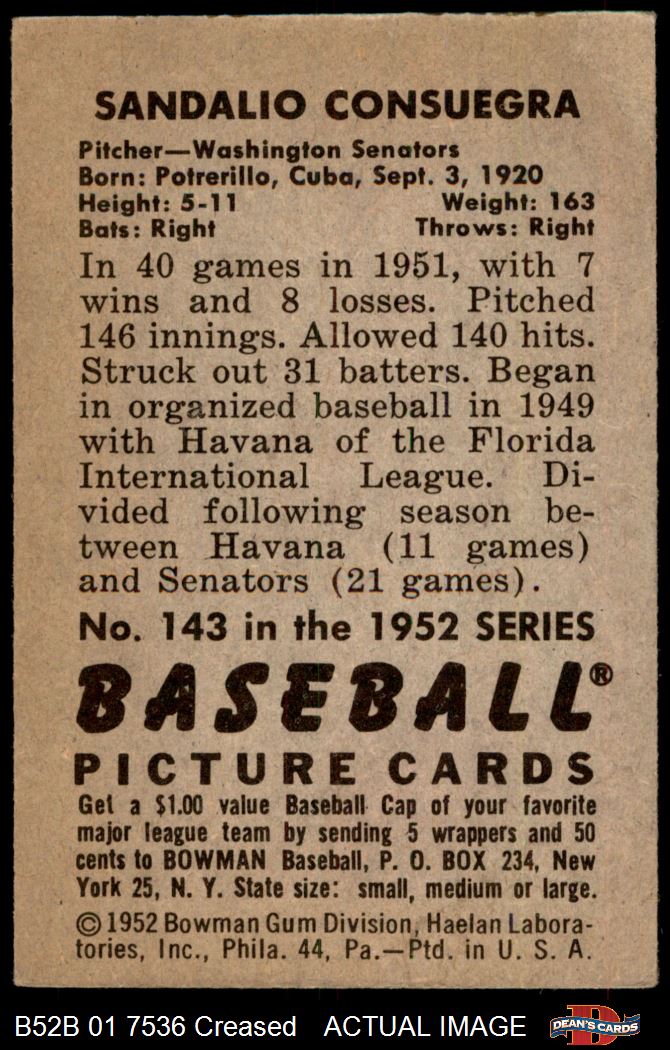 SANDALIO CONSUEGRA
Pitcher—Washington Senators
Born: Potrerillo, Cuba, Sept. 3, 1920
Height: 5-11 Weight: 163
Bats: Right Throws: Right
In 40 games in 1951, with 7
wins and 8 losses. Pitched
146 innings. Allowed 140 hits.
Struck out 31 batters. Began
in organized baseball in 1949
with Havana of the Florida
International League. Di-
vided following season be-
tween Havana (11 games)
and Senators (21 games).
No. 143 in the 1952 SERIES
BASEBALL®
PICTURE CARDS
Get a $1.00 value Baseball Cap of your favorite
major league team by sending 5 wrappers and 50
cents to BOWMAN Baseball, P. O. BOX 234, New
York 25, N. Y. State size: small, medium or large.
©1952 Bowman Gum Division, Haelan Labora-
tories, Inc., Phila. 44, Pa.—Ptd. in U. S. A.
B52B 01 7536 Creased ACTUAL IMAGE
D
DEAN'S CARDS